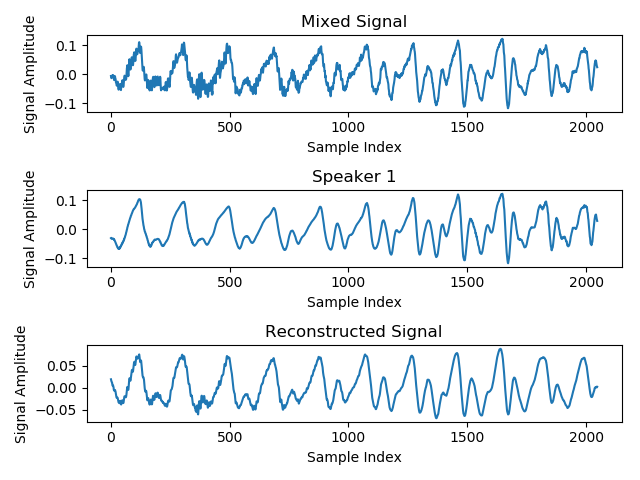 Mixed Signal
Signal Amplitude
0.1
0.0
−0.1
0 500 1000 1500 2000
Sample Index
Speaker 1
Signal Amplitude
0.1
0.0
−0.1
0 500 1000 1500 2000
Sample Index
Reconstructed Signal
Signal Amplitude
0.05
0.00
−0.05
0 500 1000 1500 2000
Sample Index